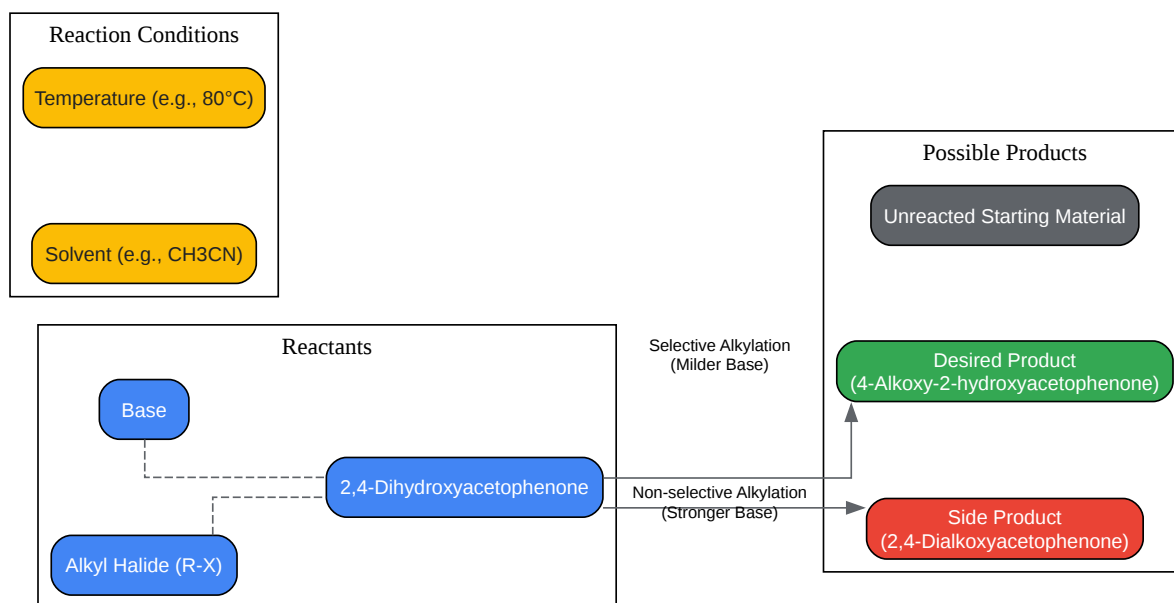 Reaction Conditions
Temperature (e.g., 80°C)
Solvent (e.g., CH3CN)
Reactants
Base
2,4-Dihydroxyacetophenone
Alkyl Halide (R-X)
Selective Alkylation
(Milder Base)
Non-selective Alkylation
(Stronger Base)
Possible Products
Unreacted Starting Material
Desired Product
(4-Alkoxy-2-hydroxyacetophenone)
Side Product
(2,4-Dialkoxyacetophenone)